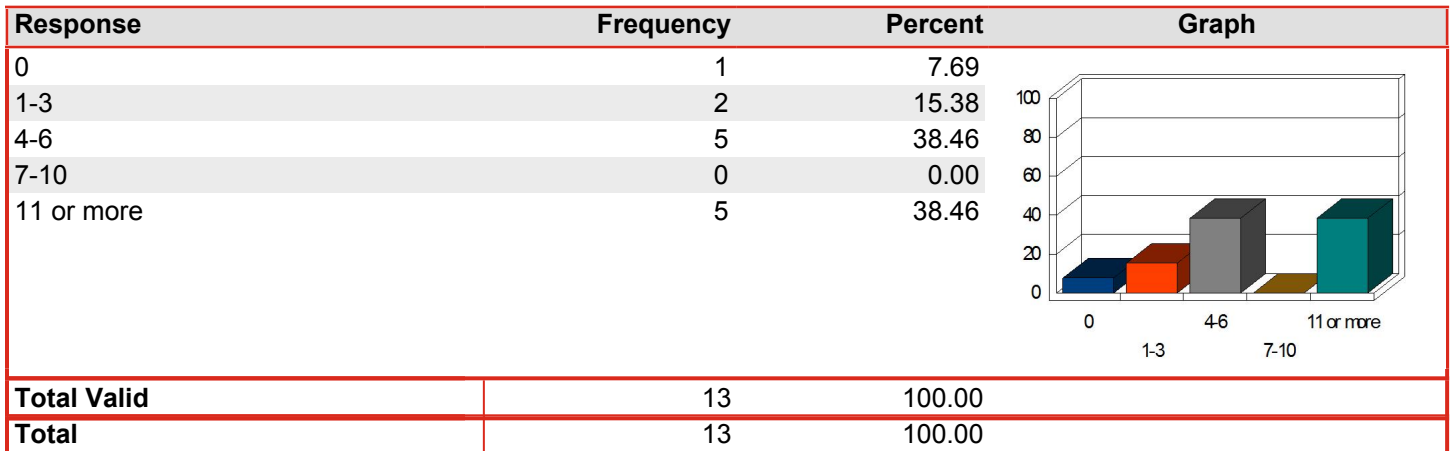 Response Frequency Percent Graph
0 1 7.69
1-3 2 15.38
4-6 5 38.46
7-10 0 0.00
11 or more 5 38.46
100
80
60
40
20
0
0 4-6 11 or more
1-3 7-10
Total Valid 13 100.00
Total 13 100.00